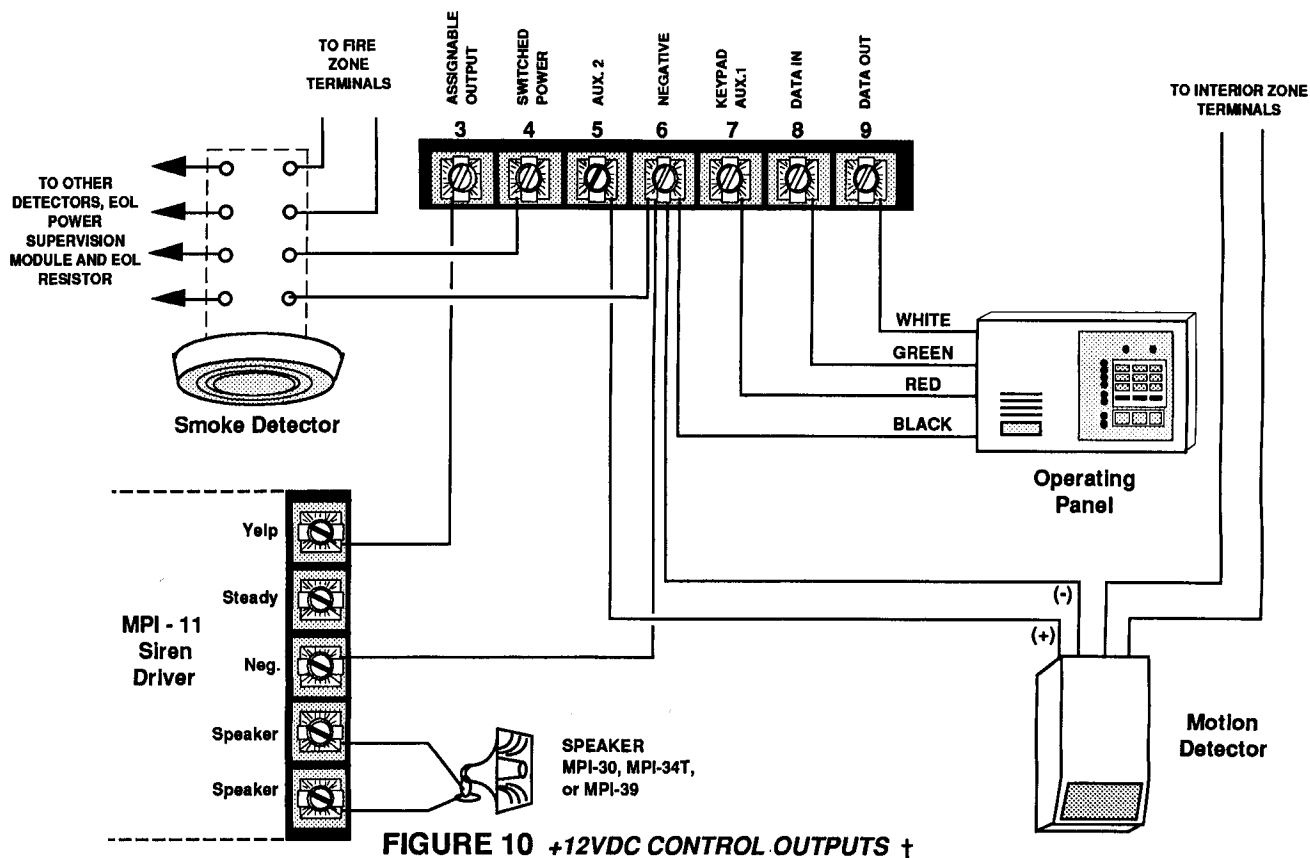 TO FIRE
ZONE
TERMINALS
ASSIGNABLE
OUTPUT
SWITCHED
POWER
AUX. 2
NEGATIVE
KEYPAD
AUX.1
DATA IN
DATA OUT
3 4 5 6 7 8 9
TO INTERIOR ZONE
TERMINALS
TO OTHER
DETECTORS, EOL
POWER
SUPERVISION
MODULE AND EOL
RESISTOR
Smoke Detector
WHITE
GREEN
RED
BLACK
Operating
Panel
Yelp
Steady
Neg.
Speaker
Speaker
MPI - 11
Siren
Driver
(-)
(+)
Motion
Detector
SPEAKER
MPI-30, MPI-34T,
or MPI-39
FIGURE 10 +12VDC CONTROL OUTPUTS †